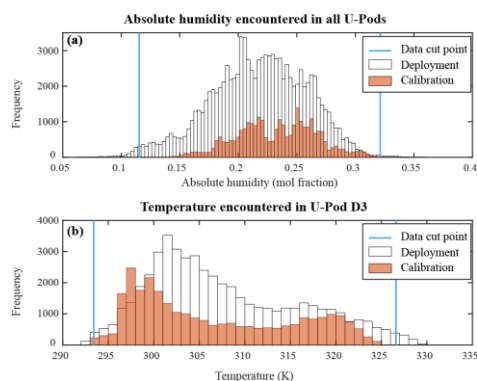 Absolute humidity encountered in all U-Pods
(a)
Data cut point
Deployment
Calibration
Frequency
3000
2000
1000
0
0.05 0.1 0.15 0.2 0.25 0.3 0.35 0.4
Absolute humidity (mol fraction)
Temperature encountered in U-Pod D3
(b)
Data cut point
Deployment
Calibration
Frequency
4000
3000
2000
1000
0
290 295 300 305 310 315 320 325 330 335
Temperature (K)